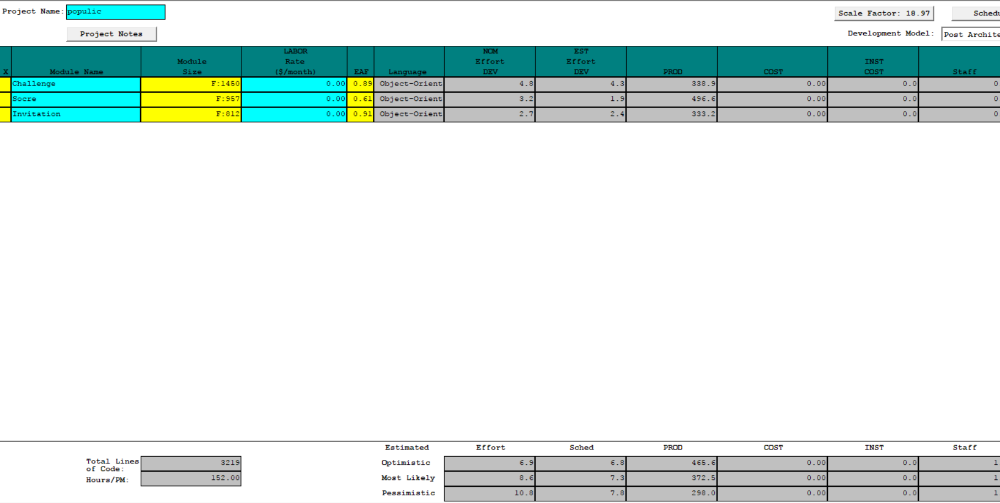 Project Name: populic
Scale Factor: 18.97 Schedu
Project Notes
Development Model: Post Archite
X Module Name Module Size LABOR Rate ($/month) EAF Language NOM Effort DEV EST Effort DEV PROD COST INST COST Staff
Challenge F:1450 0.00 0.89 Object-Orient 4.8 4.3 338.9 0.00 0.0 0
Socre F:957 0.00 0.61 Object-Orient 3.2 1.9 496.6 0.00 0.0 0
Invitation F:812 0.00 0.91 Object-Orient 2.7 2.4 333.2 0.00 0.0 0
Estimated Effort Sched PROD COST INST Staff
Total Lines of Code: 3219 Optimistic 6.9 6.8 465.6 0.00 0.0 1
Hours/PM: 152.00 Most Likely 8.6 7.3 372.5 0.00 0.0 1
Pessimistic 10.8 7.8 298.0 0.00 0.0 1